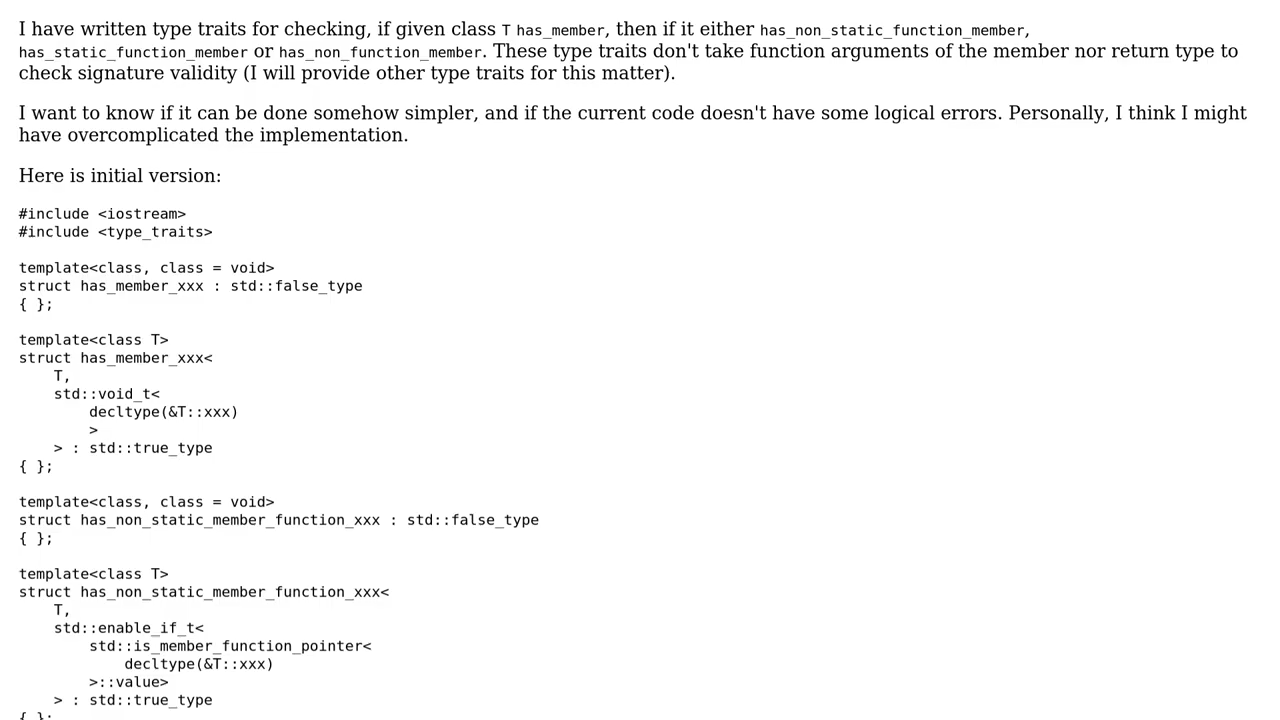 I have written type traits for checking, if given class T has_member, then if it either has_non_static_function_member,
has_static_function_member or has_non_function_member. These type traits don't take function arguments of the member nor return type to
check signature validity (I will provide other type traits for this matter).
I want to know if it can be done somehow simpler, and if the current code doesn't have some logical errors. Personally, I think I might
have overcomplicated the implementation.
Here is initial version:
#include <iostream>
#include <type_traits>
template<class, class = void>
struct has_member_xxx : std::false_type
{ };
template<class T>
struct has_member_xxx<
    T,
    std::void_t<
        decltype(&T::xxx)
        >
    > : std::true_type
{ };
template<class, class = void>
struct has_non_static_member_function_xxx : std::false_type
{ };
template<class T>
struct has_non_static_member_function_xxx<
    T,
    std::enable_if_t<
        std::is_member_function_pointer<
            decltype(&T::xxx)
        >::value>
    > : std::true_type
{ };